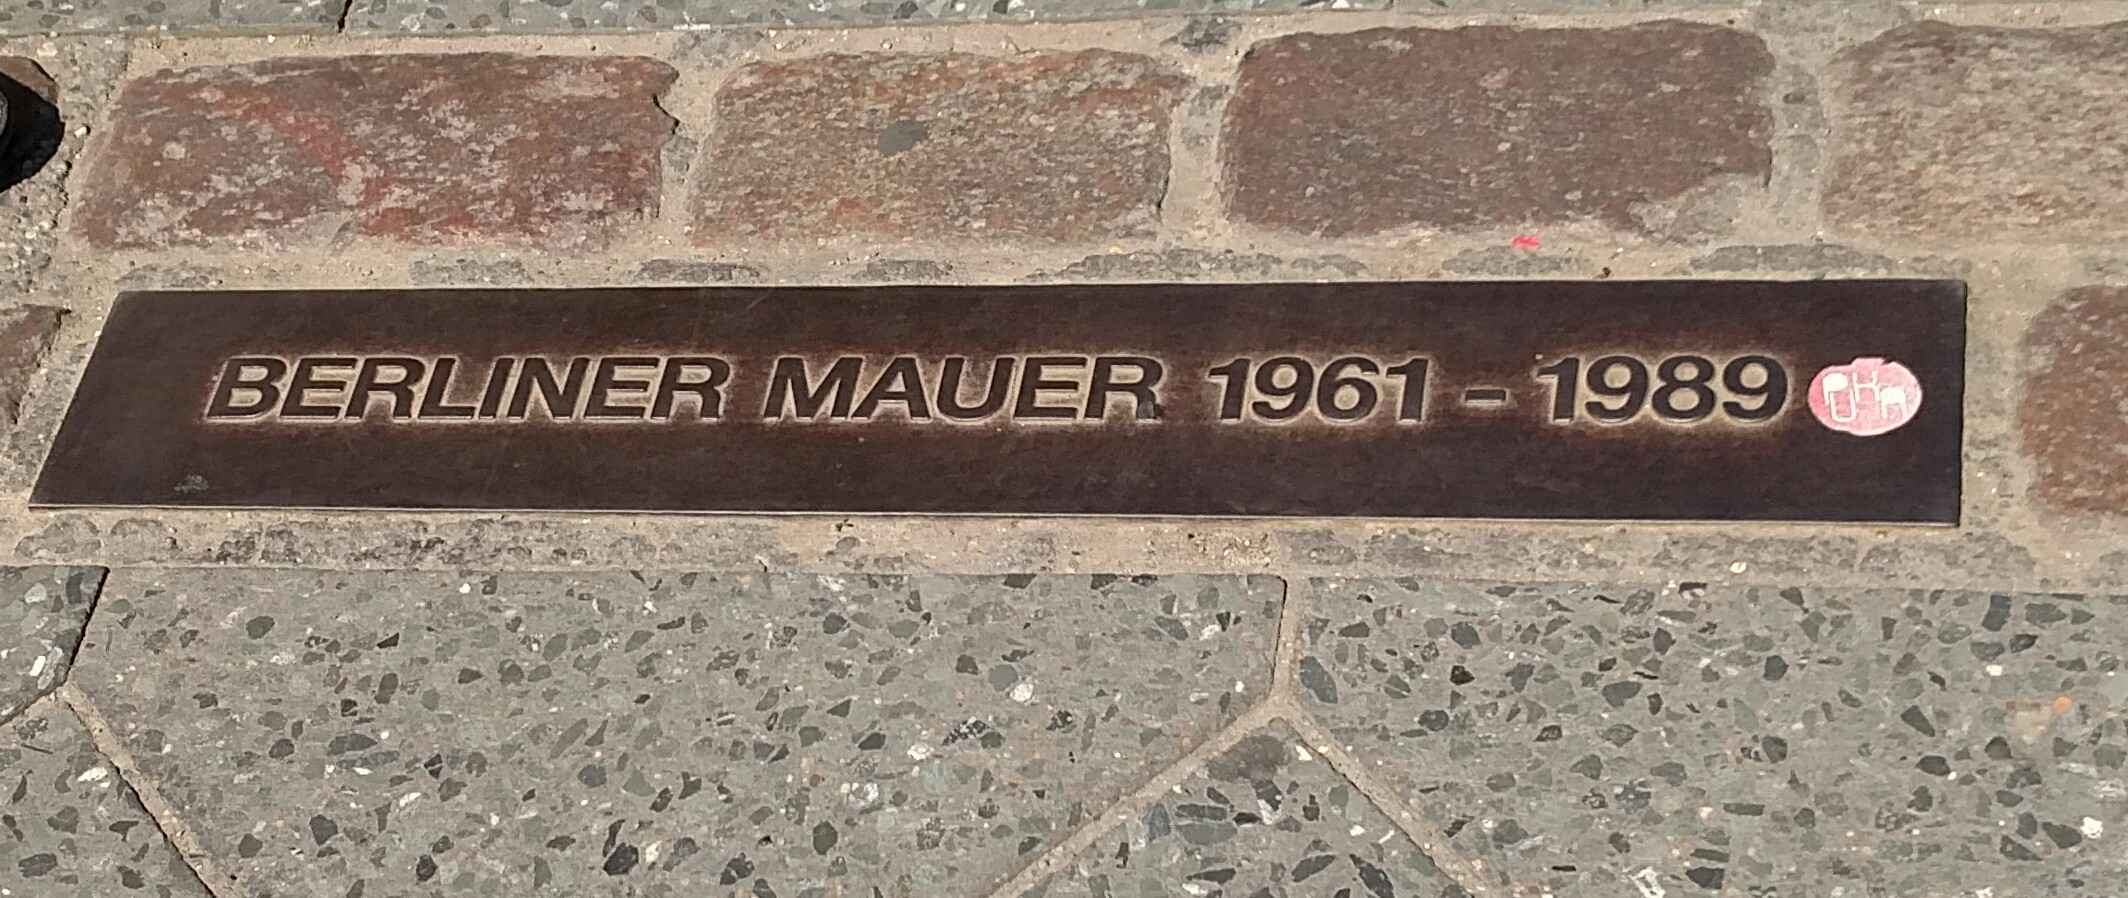 BERLINER MAUER 1961 - 1989